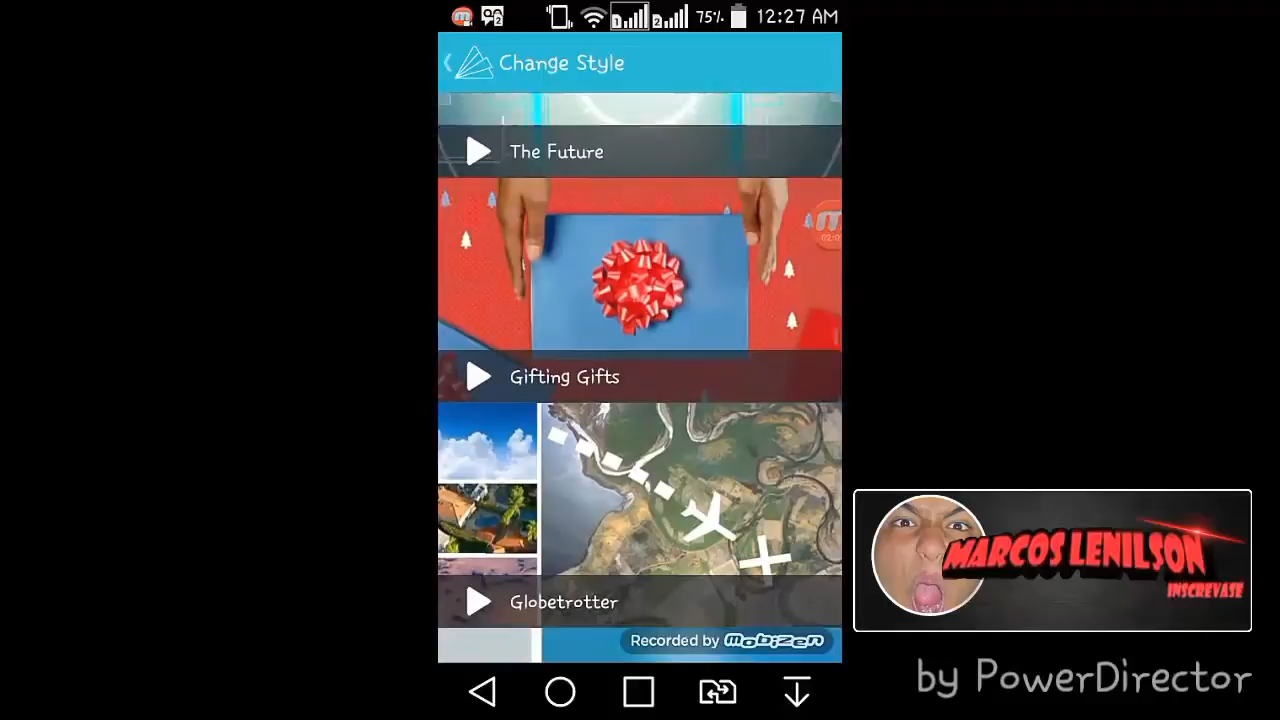 75% 12:27 AM
Change Style
The Future
Gifting Gifts
Globetrotter
Recorded by Mobizen
MARCOS LENILSON
INSCREVASE
by PowerDirector